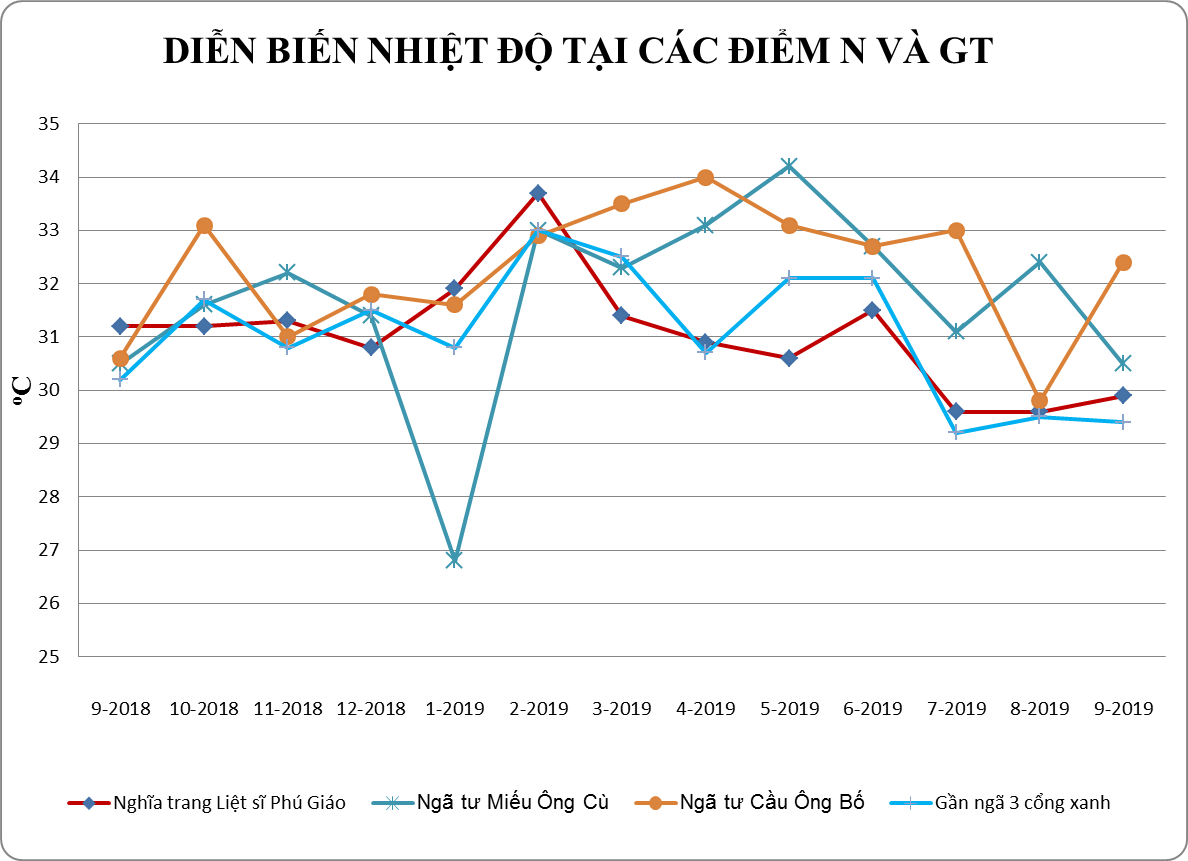 DIỄN BIẾN NHIỆT ĐỘ TẠI CÁC ĐIỂM N VÀ GT
35
34
33
32
31
30
29
28
27
26
25
ºC
9-2018 10-2018 11-2018 12-2018 1-2019 2-2019 3-2019 4-2019 5-2019 6-2019 7-2019 8-2019 9-2019
Nghĩa trang Liệt sĩ Phú Giáo Ngã tư Miếu Ông Cù Ngã tư Cầu Ông Bố Gần ngã 3 cổng xanh